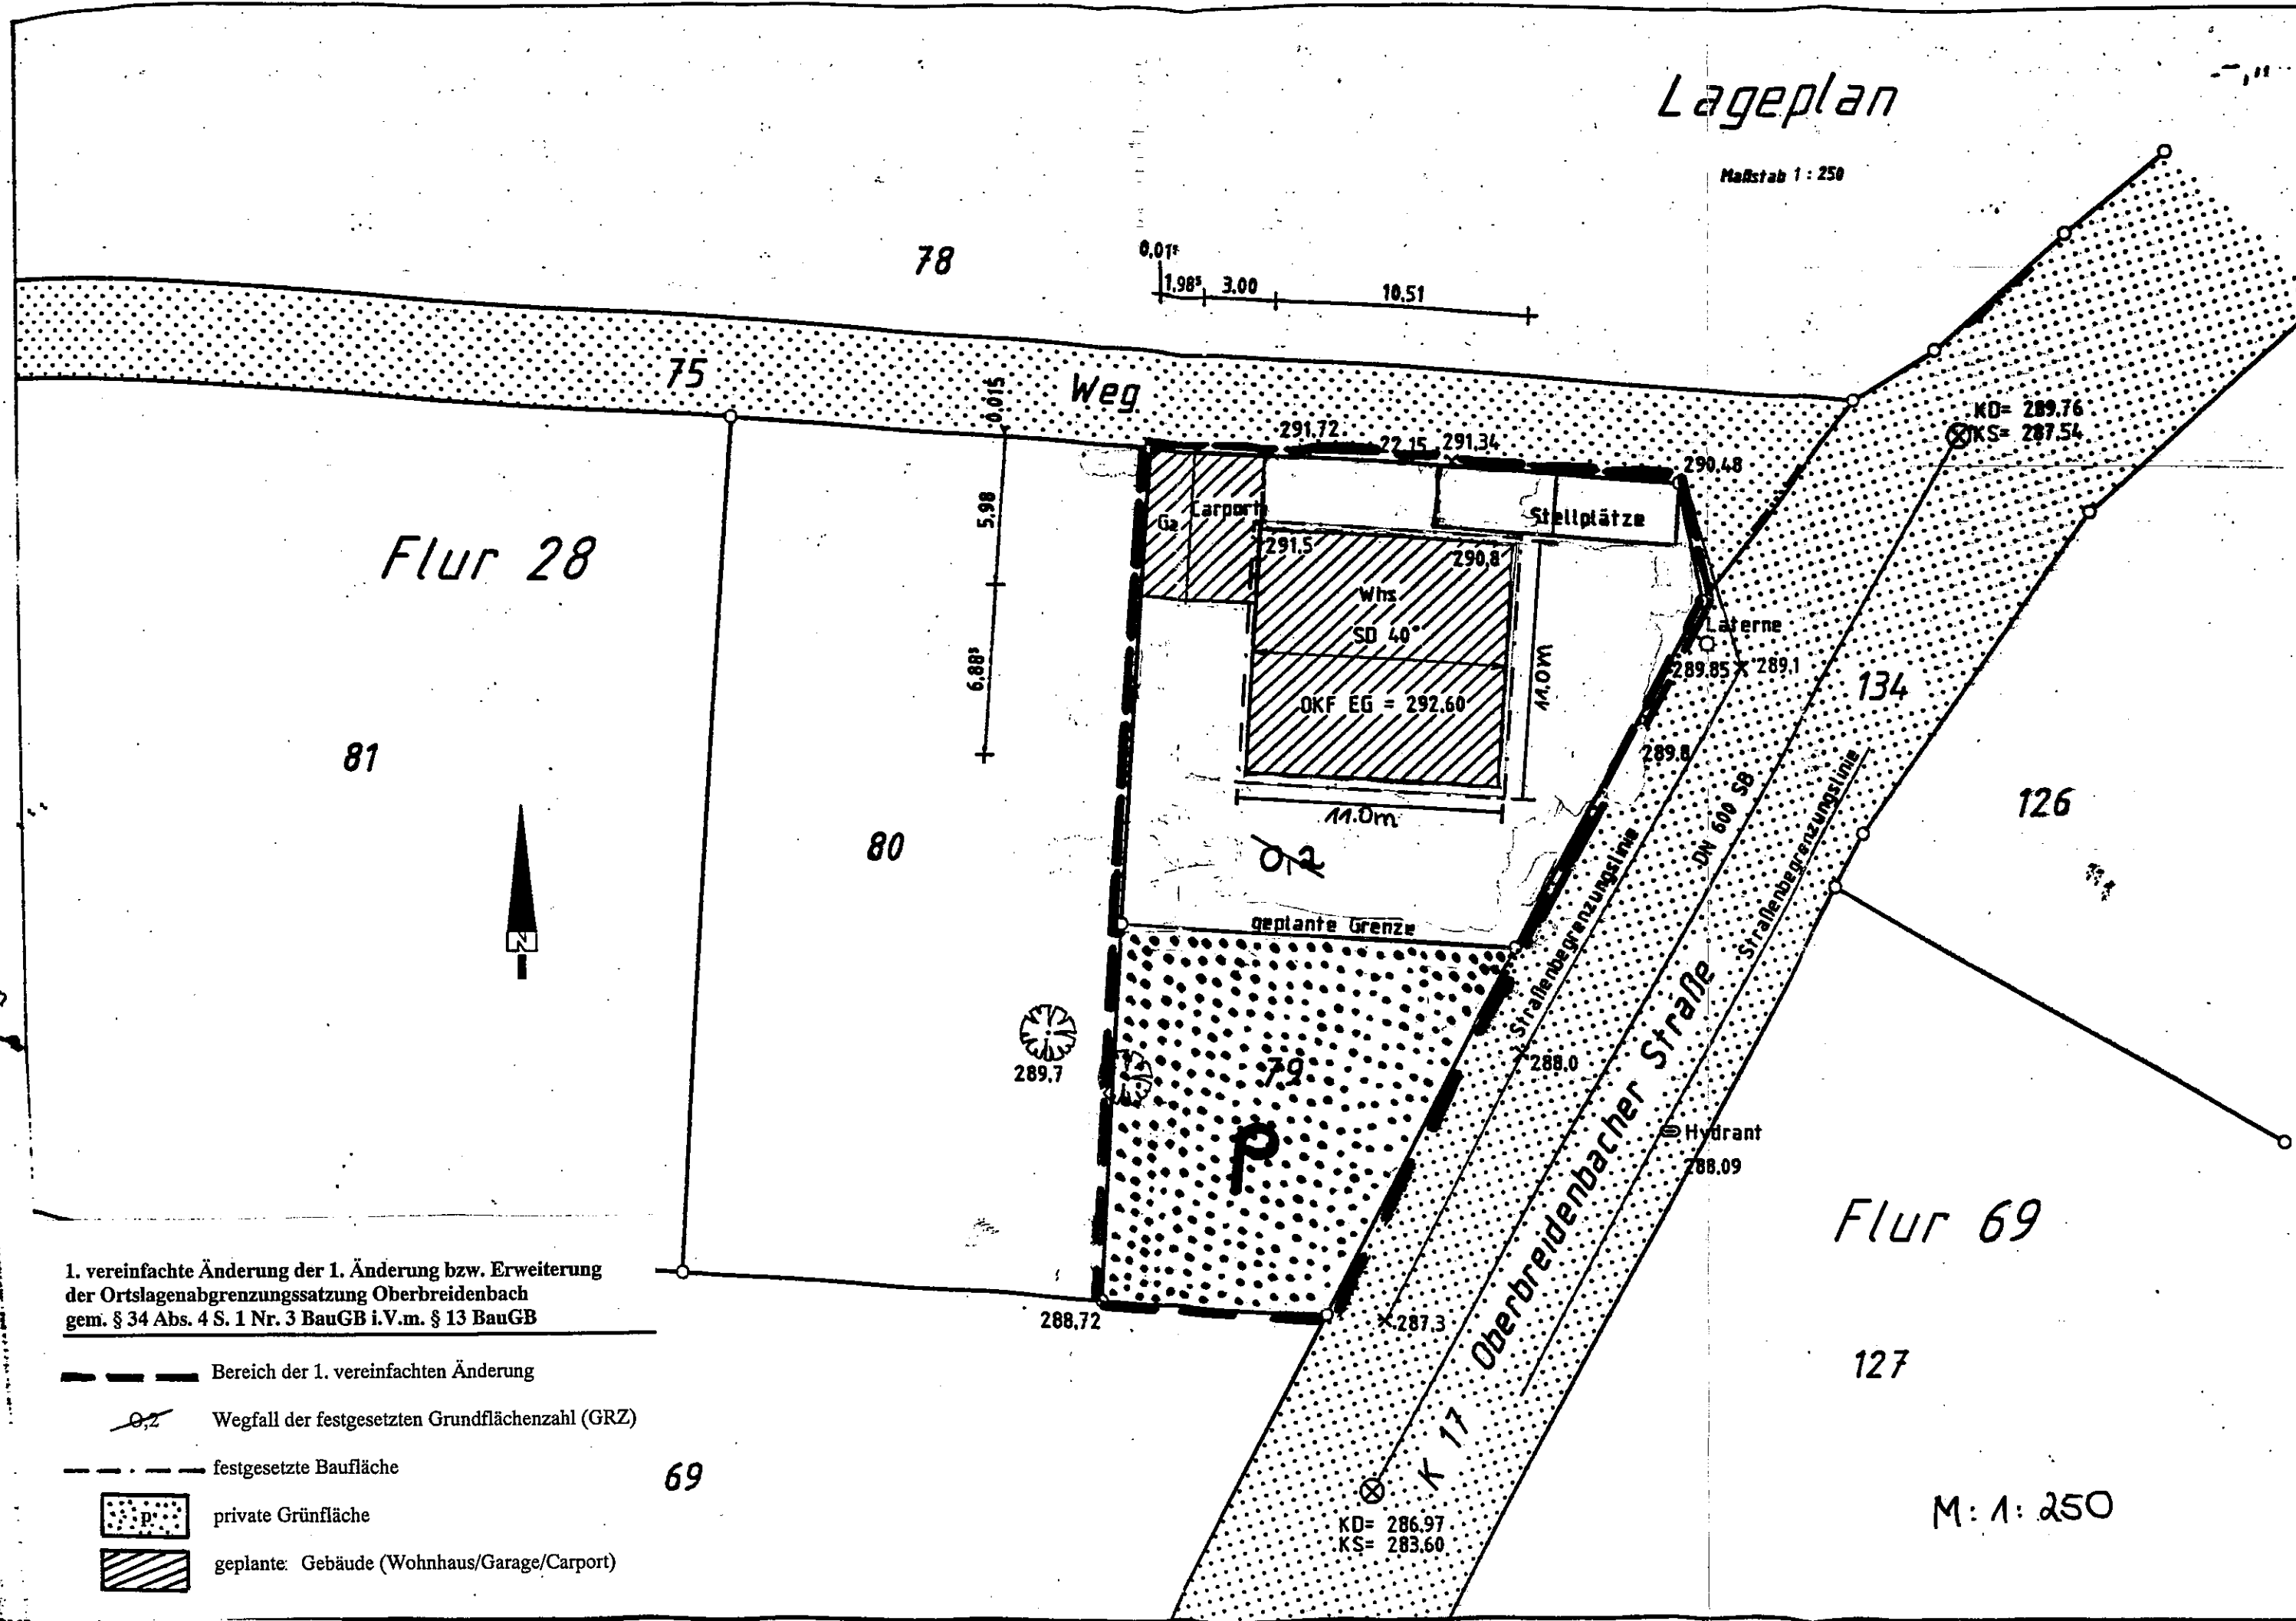 Lageplan
Maßstab 1 : 250
78
0,01⁵
1,98⁵ 3,00 10,51
75
Weg
0,015
5,98
6,88⁵
291,72 22,15 291,34
290,48
KD= 289,76
KS= 287,54
Ga Carport
Stellplätze
291,5
290,8
Whs
SD 40°
OKF EG = 292,60
11.0m
11.0m
Laterne
289,85 289,1
289,8
134
126
Flur 28
81
80
N
0,2
geplante Grenze
Straßenbegrenzungslinie
DN 600 SB
Straßenbegrenzungslinie
289,7
79
p
288,0
Hydrant
288,09
K 17 Oberbreidenbacher Straße
Flur 69
288,72
287,3
127
69
KD= 286,97
KS= 283,60
M: 1: 250
1. vereinfachte Änderung der 1. Änderung bzw. Erweiterung
der Ortslagenabgrenzungssatzung Oberbreidenbach
gem. § 34 Abs. 4 S. 1 Nr. 3 BauGB i.V.m. § 13 BauGB
Bereich der 1. vereinfachten Änderung
0,2 Wegfall der festgesetzten Grundflächenzahl (GRZ)
festgesetzte Baufläche
p private Grünfläche
geplante: Gebäude (Wohnhaus/Garage/Carport)